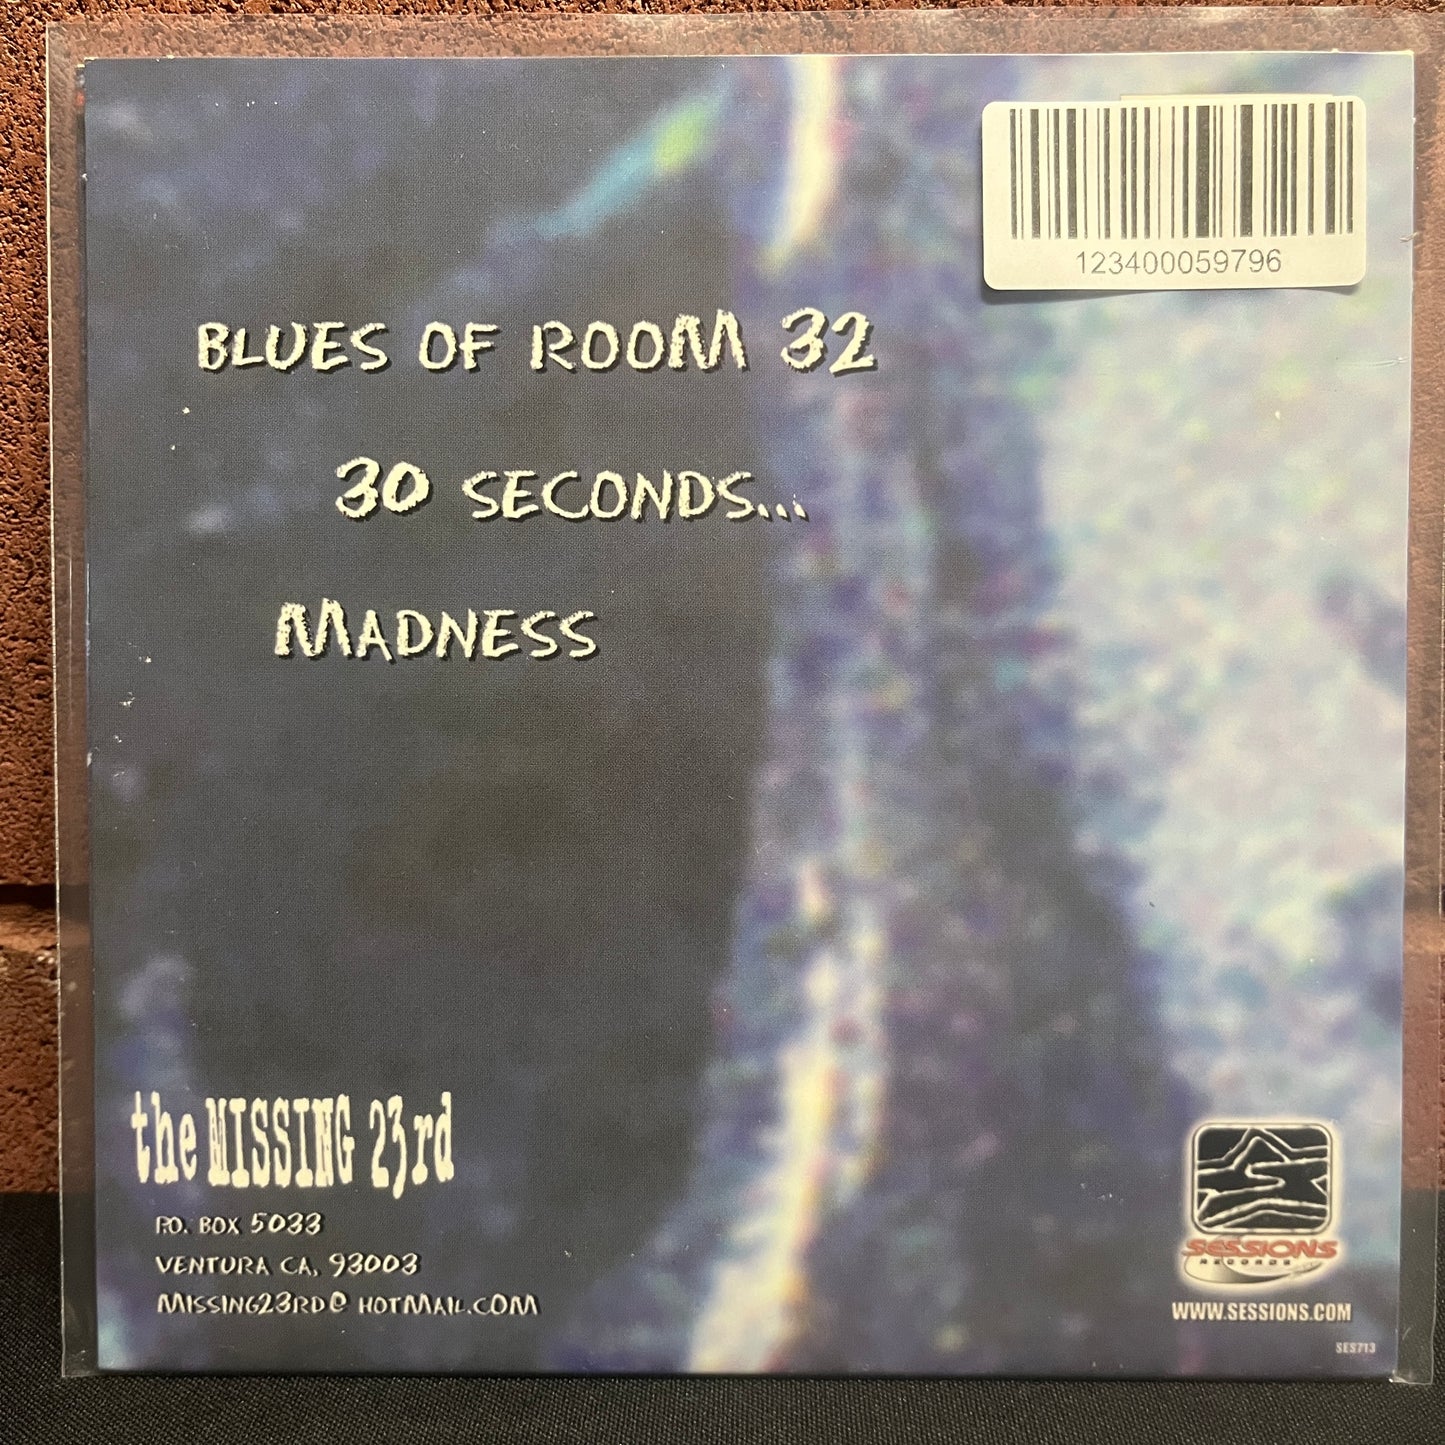 123400059796
BLUES OF ROOM 32
30 SECONDS...
MADNESS
the MISSING 23rd
P.O. BOX 5033
VENTURA CA, 93003
MISSING23RD@HOTMAIL.COM
SESSIONS
RECORDS
WWW.SESSIONS.COM
SES713